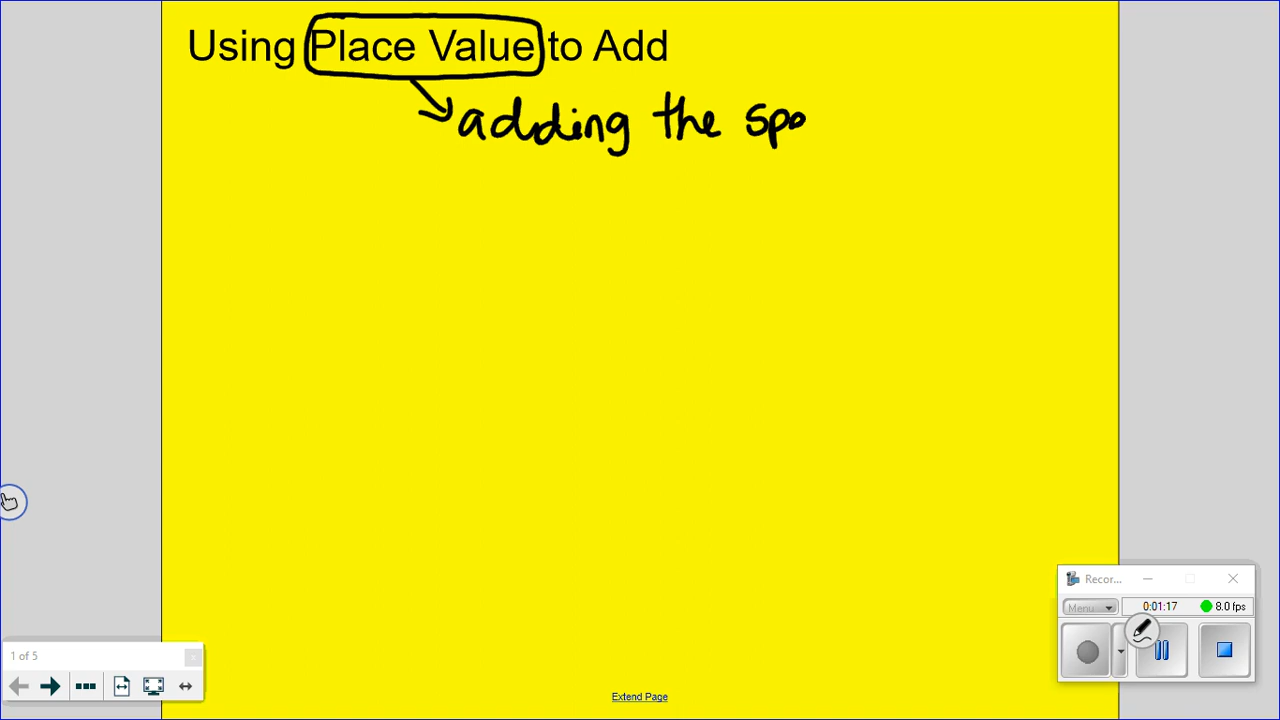 Using Place Value to Add
adding the spo
Recor...
Menu
0:01:17
8.0 fps
1 of 5
Extend Page